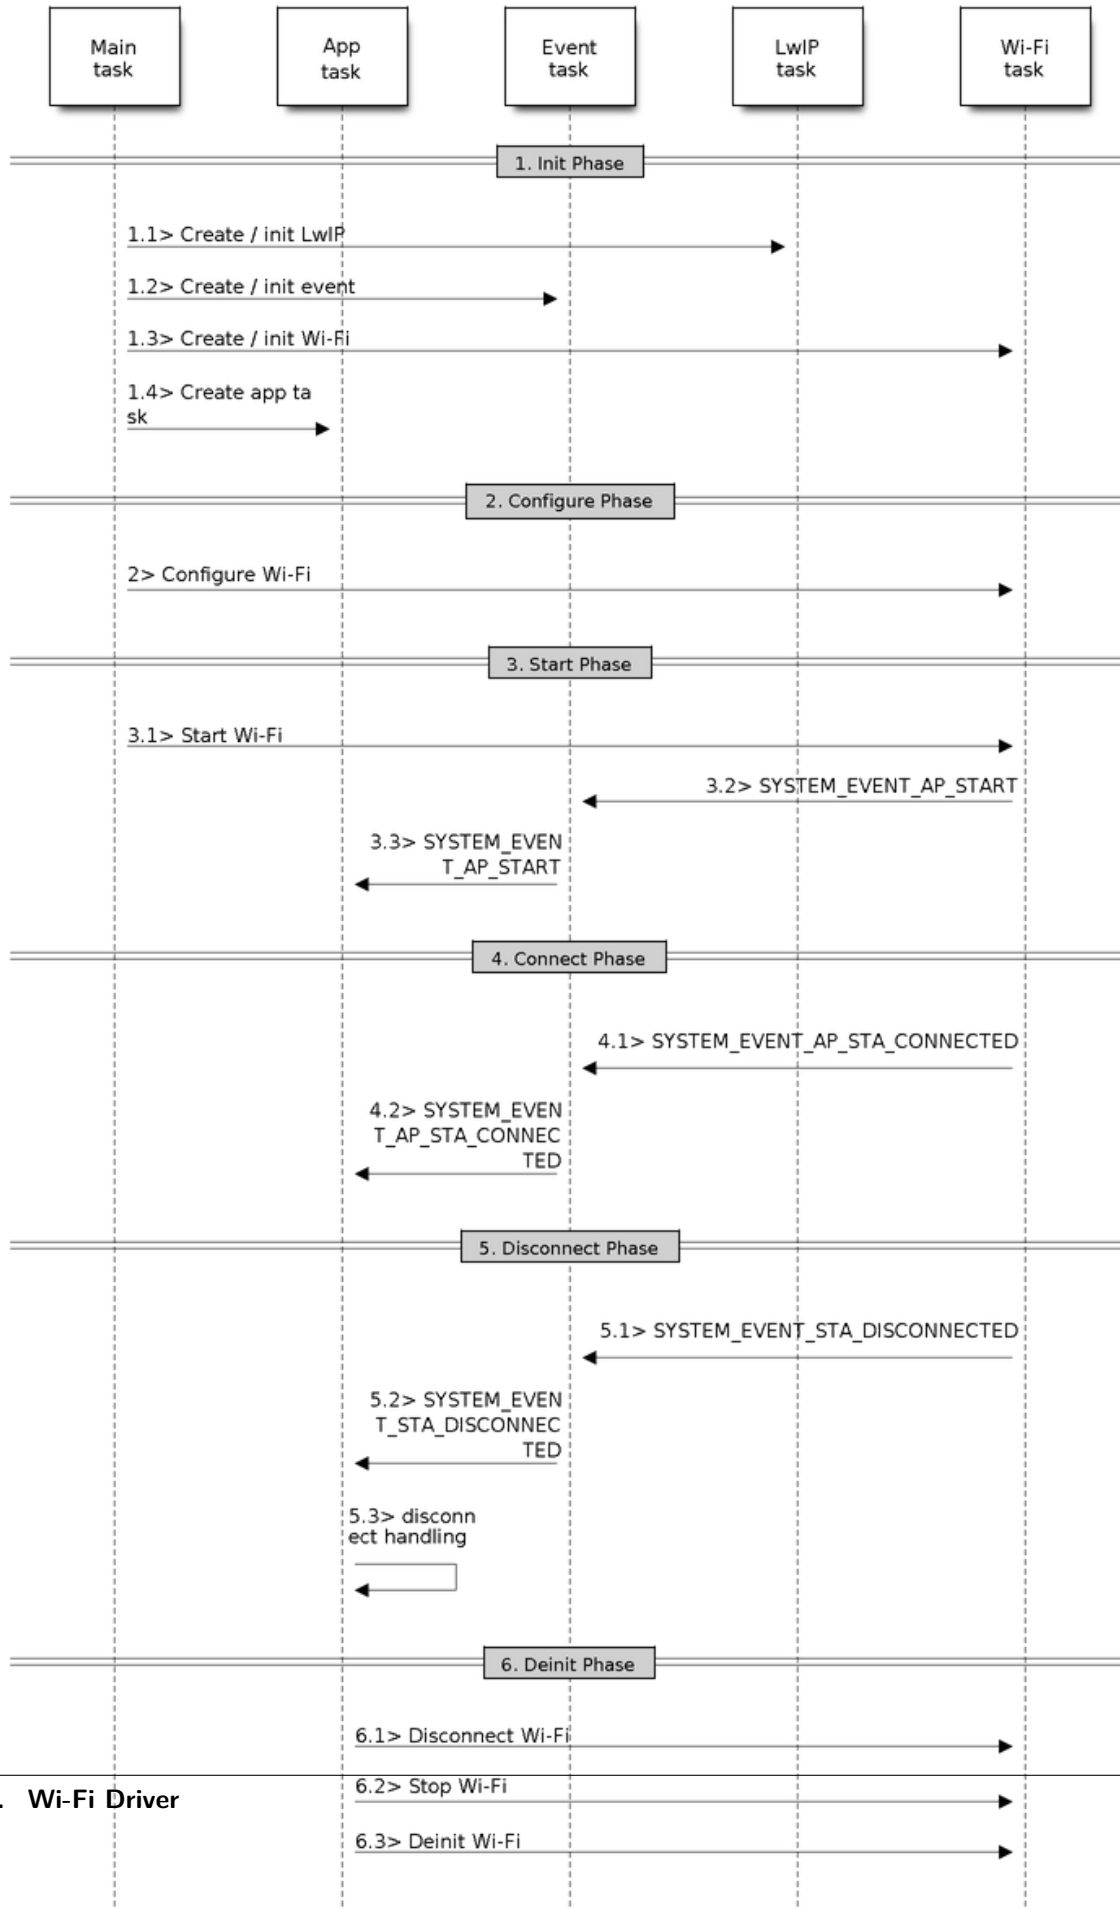 Main
task
App
task
Event
task
LwIP
task
Wi-Fi
task
1. Init Phase
1.1> Create / init LwIP
1.2> Create / init event
1.3> Create / init Wi-Fi
1.4> Create app ta
sk
2. Configure Phase
2> Configure Wi-Fi
3. Start Phase
3.1> Start Wi-Fi
3.2> SYSTEM_EVENT_AP_START
3.3> SYSTEM_EVEN
T_AP_START
4. Connect Phase
4.1> SYSTEM_EVENT_AP_STA_CONNECTED
4.2> SYSTEM_EVEN
T_AP_STA_CONNEC
TED
5. Disconnect Phase
5.1> SYSTEM_EVENT_STA_DISCONNECTED
5.2> SYSTEM_EVEN
T_STA_DISCONNEC
TED
5.3> disconn
ect handling
6. Deinit Phase
6.1> Disconnect Wi-Fi
6.2> Stop Wi-Fi
. Wi-Fi Driver
6.3> Deinit Wi-Fi